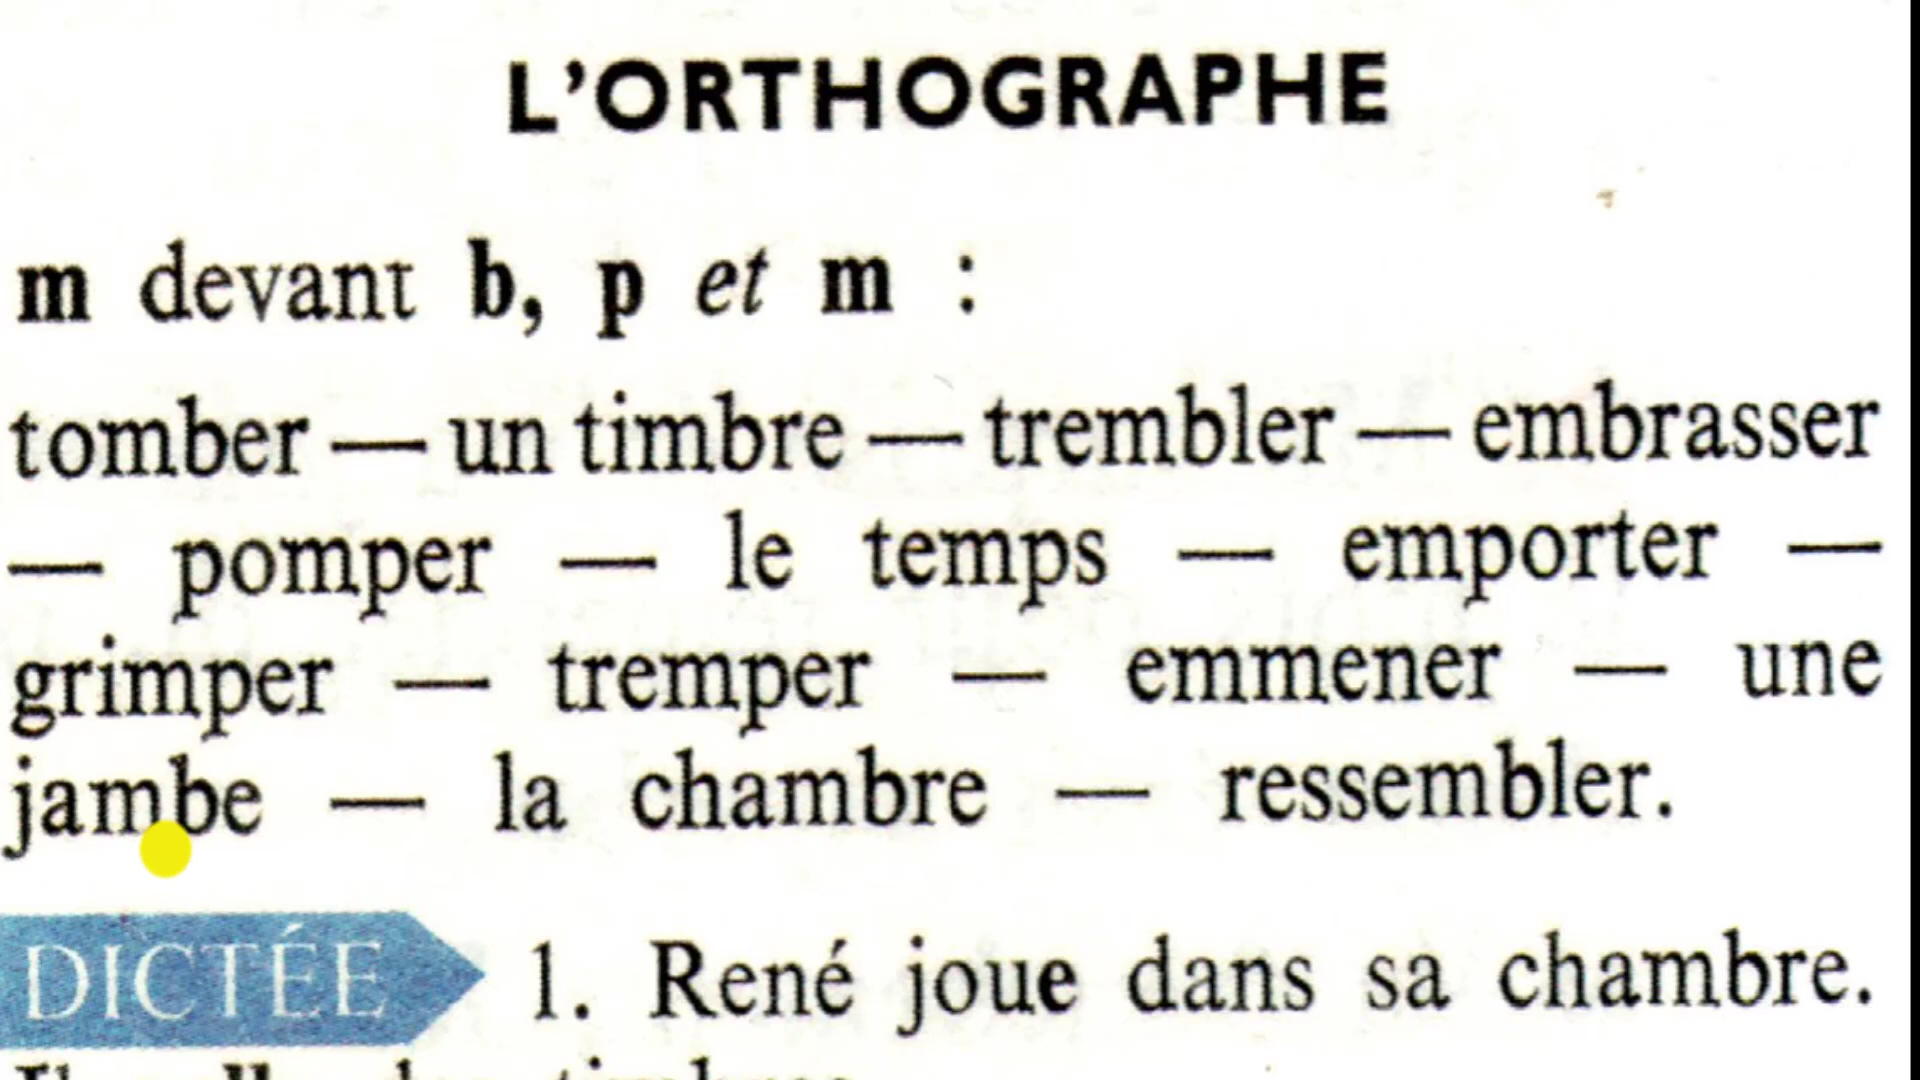 L'ORTHOGRAPHE
m devant b, p et m :
tomber — un timbre — trembler — embrasser
— pomper — le temps — emporter —
grimper — tremper — emmener — une
jambe — la chambre — ressembler.
DICTÉE 1. René joue dans sa chambre.